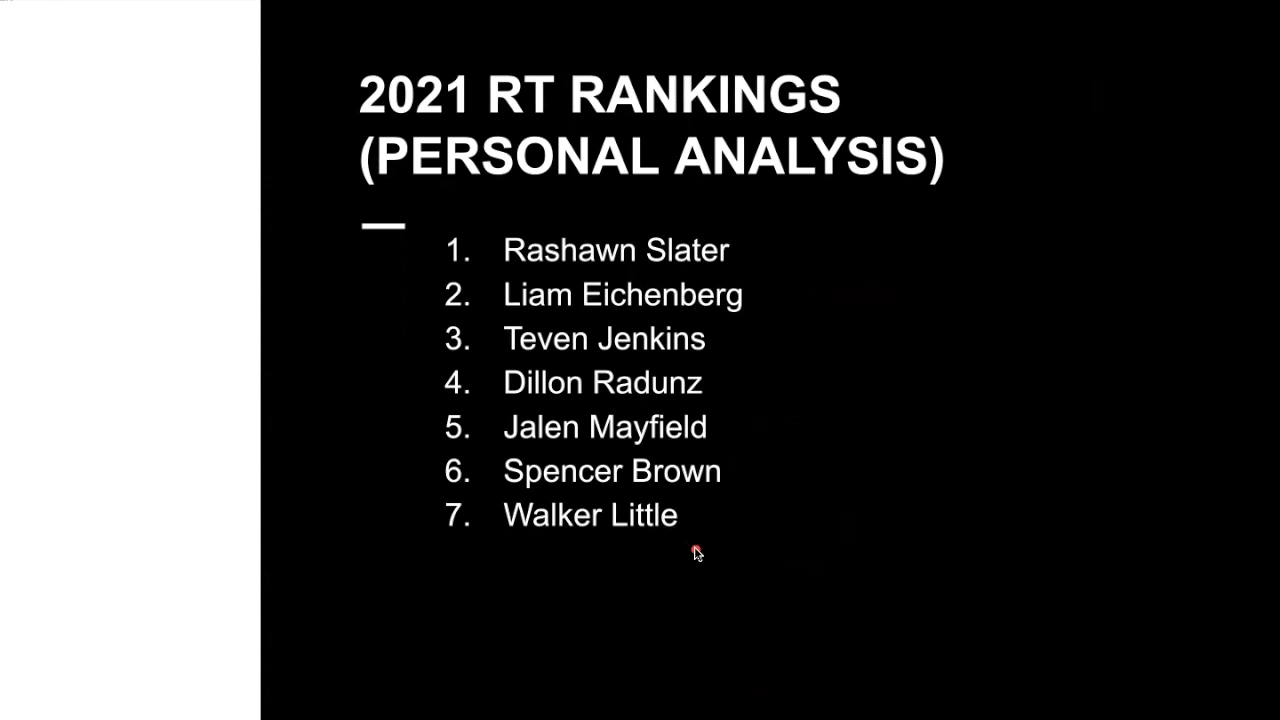 2021 RT RANKINGS
(PERSONAL ANALYSIS)
1. Rashawn Slater
2. Liam Eichenberg
3. Teven Jenkins
4. Dillon Radunz
5. Jalen Mayfield
6. Spencer Brown
7. Walker Little